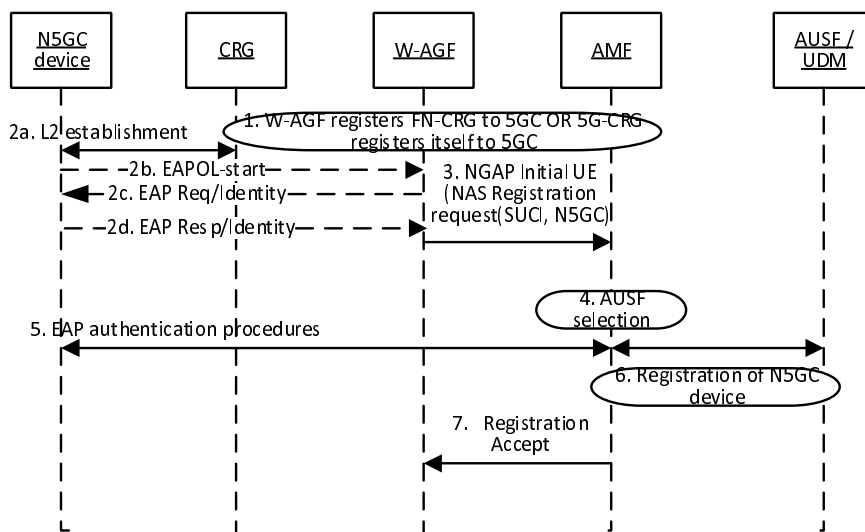 N5GC
device
CRG
W-AGF
AMF
AUSF /
UDM
1. W-AGF registers FN-CRG to 5GC OR 5G-CRG
registers itself to 5GC
2a. L2 establishment
2b. EAPOL-start
2c. EAP Req/Identity
2d. EAP Resp/Identity
3. NGAP Initial UE
(NAS Registration
request(SUCI, N5GC)
4. AUSF
selection
5. EAP authentication procedures
6. Registration of N5GC
device
7. Registration
Accept